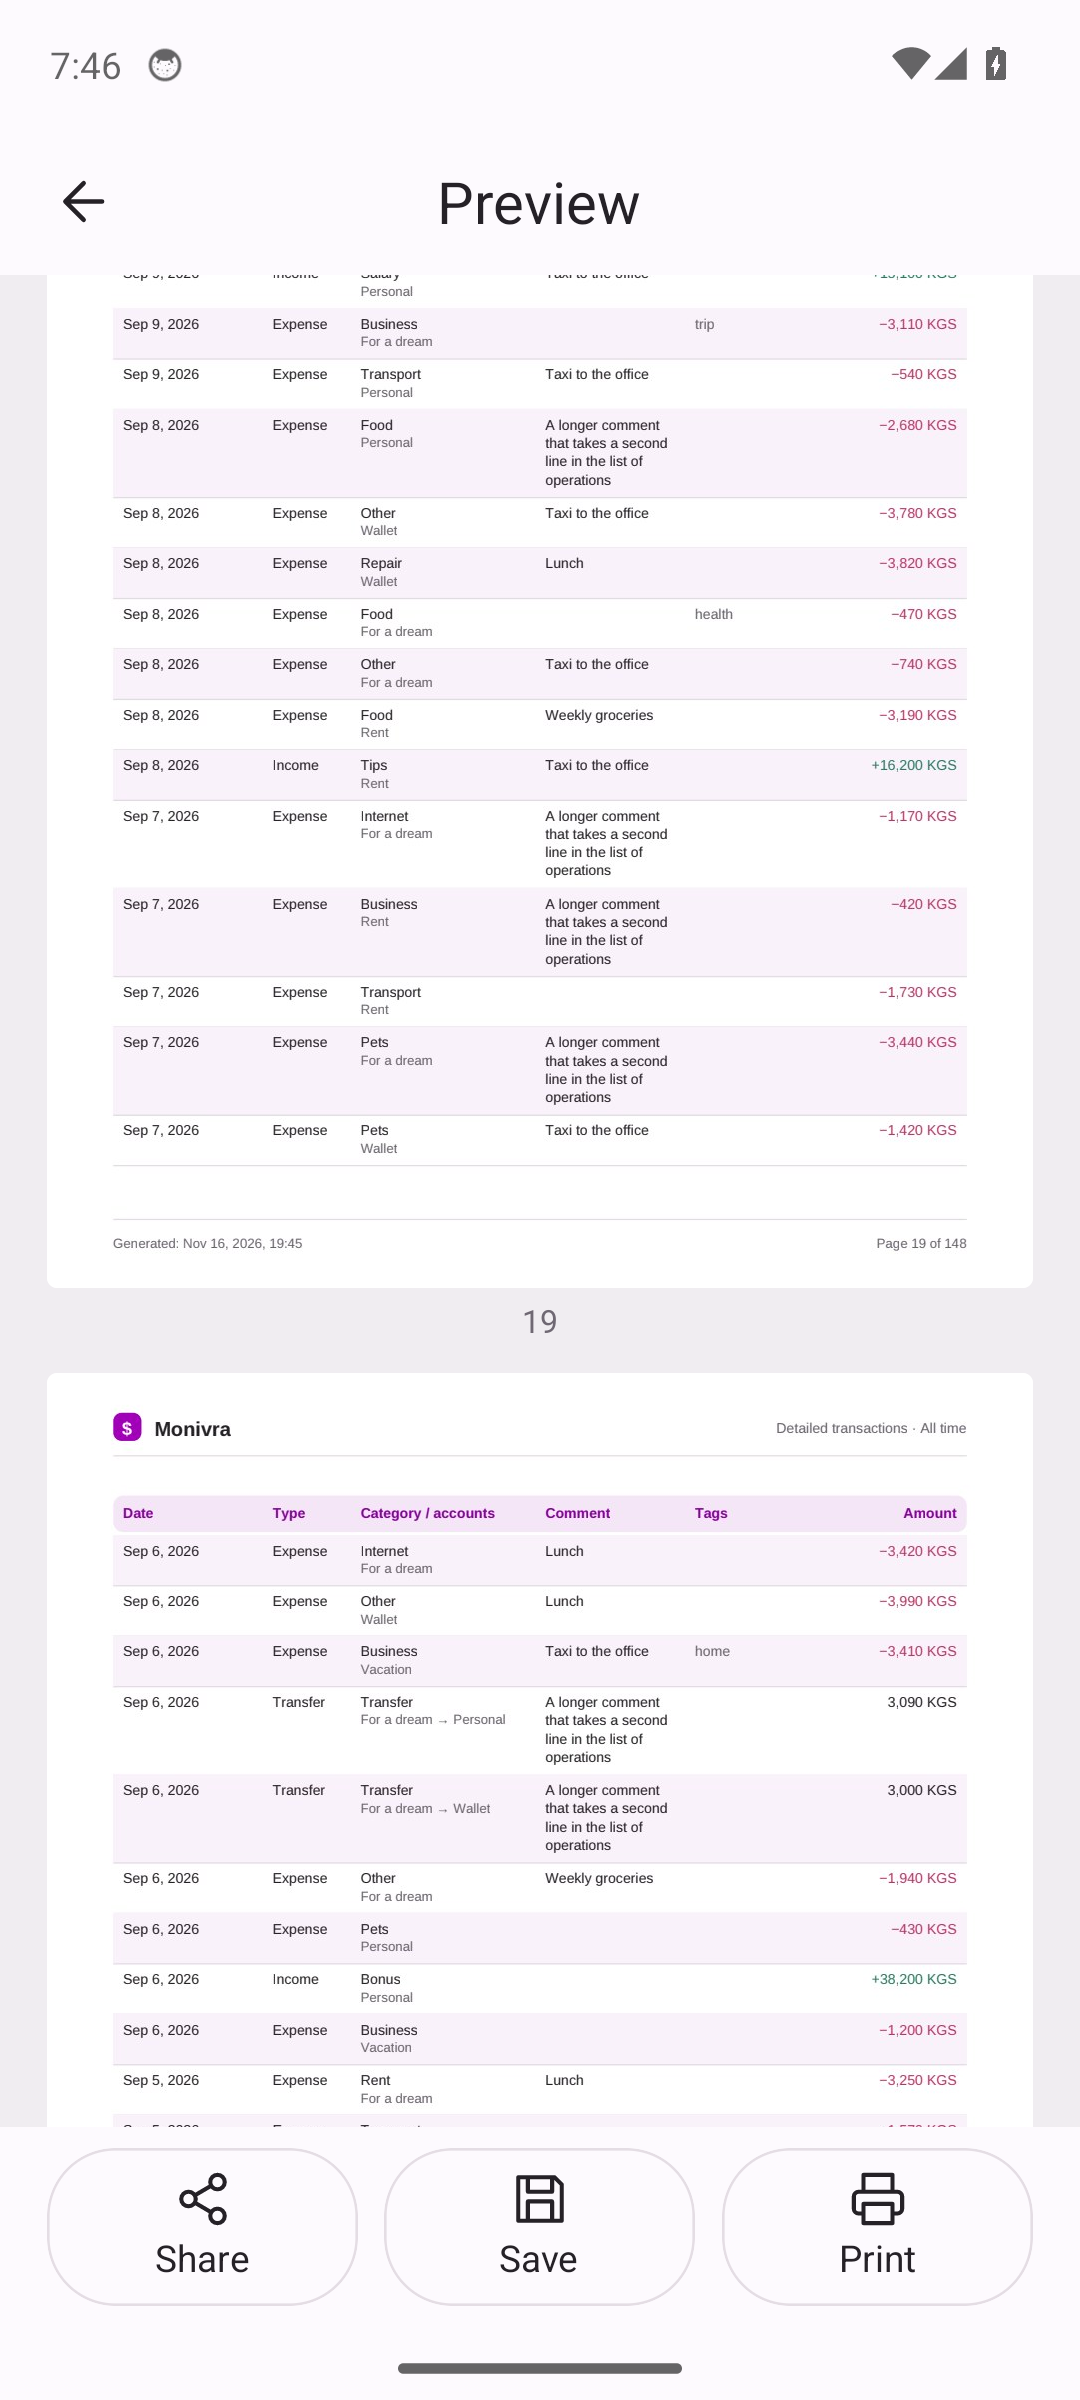 7:46
Preview
Personal
Sep 9, 2026 Expense Business trip −3,110 KGS
For a dream
Sep 9, 2026 Expense Transport Taxi to the office −540 KGS
Personal
Sep 8, 2026 Expense Food A longer comment −2,680 KGS
Personal that takes a second
line in the list of
operations
Sep 8, 2026 Expense Other Taxi to the office −3,780 KGS
Wallet
Sep 8, 2026 Expense Repair Lunch −3,820 KGS
Wallet
Sep 8, 2026 Expense Food health −470 KGS
For a dream
Sep 8, 2026 Expense Other Taxi to the office −740 KGS
For a dream
Sep 8, 2026 Expense Food Weekly groceries −3,190 KGS
Rent
Sep 8, 2026 Income Tips Taxi to the office +16,200 KGS
Rent
Sep 7, 2026 Expense Internet A longer comment −1,170 KGS
For a dream that takes a second
line in the list of
operations
Sep 7, 2026 Expense Business A longer comment −420 KGS
Rent that takes a second
line in the list of
operations
Sep 7, 2026 Expense Transport −1,730 KGS
Rent
Sep 7, 2026 Expense Pets A longer comment −3,440 KGS
For a dream that takes a second
line in the list of
operations
Sep 7, 2026 Expense Pets Taxi to the office −1,420 KGS
Wallet
Generated: Nov 16, 2026, 19:45 Page 19 of 148
19
$ Monivra Detailed transactions · All time
Date Type Category / accounts Comment Tags Amount
Sep 6, 2026 Expense Internet Lunch −3,420 KGS
For a dream
Sep 6, 2026 Expense Other Lunch −3,990 KGS
Wallet
Sep 6, 2026 Expense Business Taxi to the office home −3,410 KGS
Vacation
Sep 6, 2026 Transfer Transfer A longer comment 3,090 KGS
For a dream → Personal that takes a second
line in the list of
operations
Sep 6, 2026 Transfer Transfer A longer comment 3,000 KGS
For a dream → Wallet that takes a second
line in the list of
operations
Sep 6, 2026 Expense Other Weekly groceries −1,940 KGS
For a dream
Sep 6, 2026 Expense Pets −430 KGS
Personal
Sep 6, 2026 Income Bonus +38,200 KGS
Personal
Sep 6, 2026 Expense Business −1,200 KGS
Vacation
Sep 5, 2026 Expense Rent Lunch −3,250 KGS
For a dream
Share Save Print